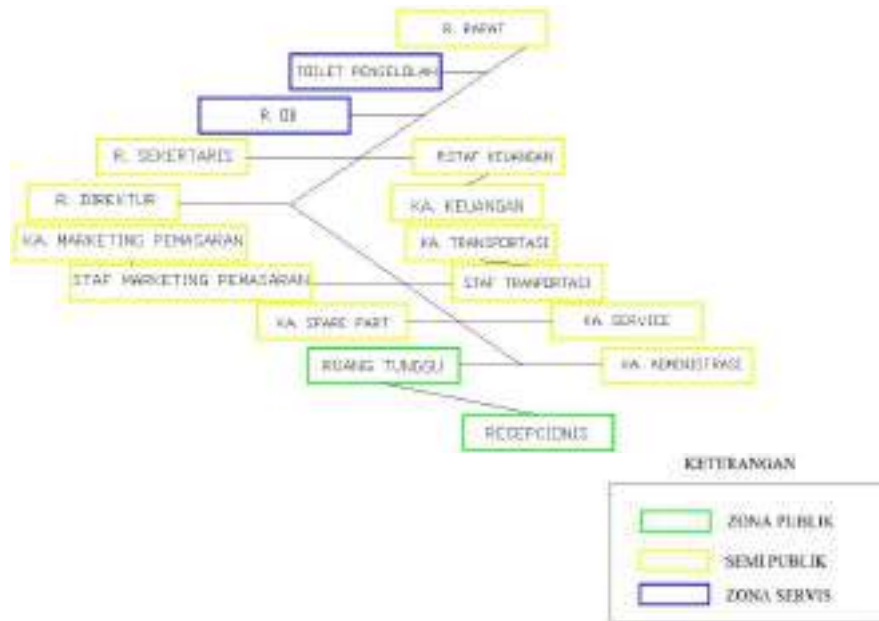 R. RAPAT
TOILET PENGELOLAH
R. OB
R. SEKERTARIS
R.STAF KEUANGAN
R. DIREKTUR
KA. KEUANGAN
KA. MARKETING PEMASARAN
KA. TRANSPORTASI
STAF MARKETING PEMASARAN
STAF TRANPORTASI
KA. SPARE PART
KA. SERVICE
RUANG TUNGGU
KA. ADMINISTRASI
RESEPCIONIS
KETERANGAN
ZONA PUBLIK
SEMI PUBLIK
ZONA SERVIS